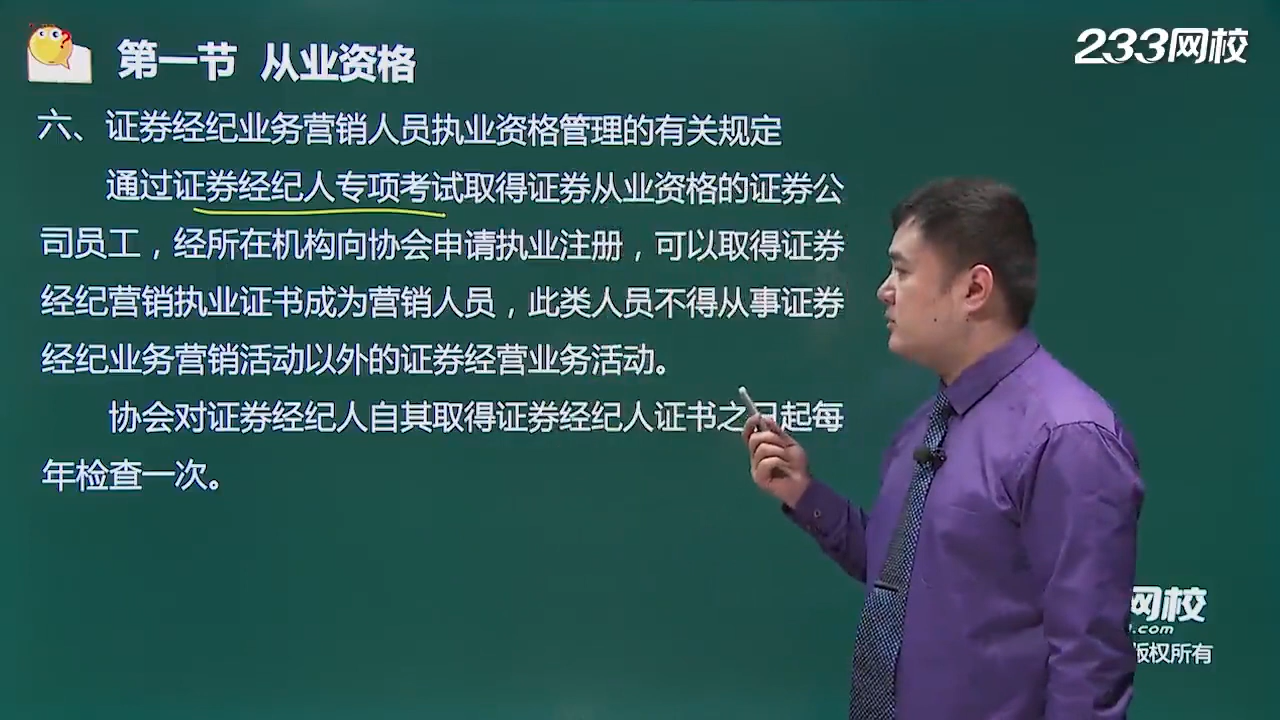 233网校
第一节 从业资格
六、证券经纪业务营销人员执业资格管理的有关规定
通过证券经纪人专项考试取得证券从业资格的证券公
司员工，经所在机构向协会申请执业注册，可以取得证券
经纪营销执业证书成为营销人员，此类人员不得从事证券
经纪业务营销活动以外的证券经营业务活动。
协会对证券经纪人自其取得证券经纪人证书之日起每
年检查一次。
网校
.com
版权所有